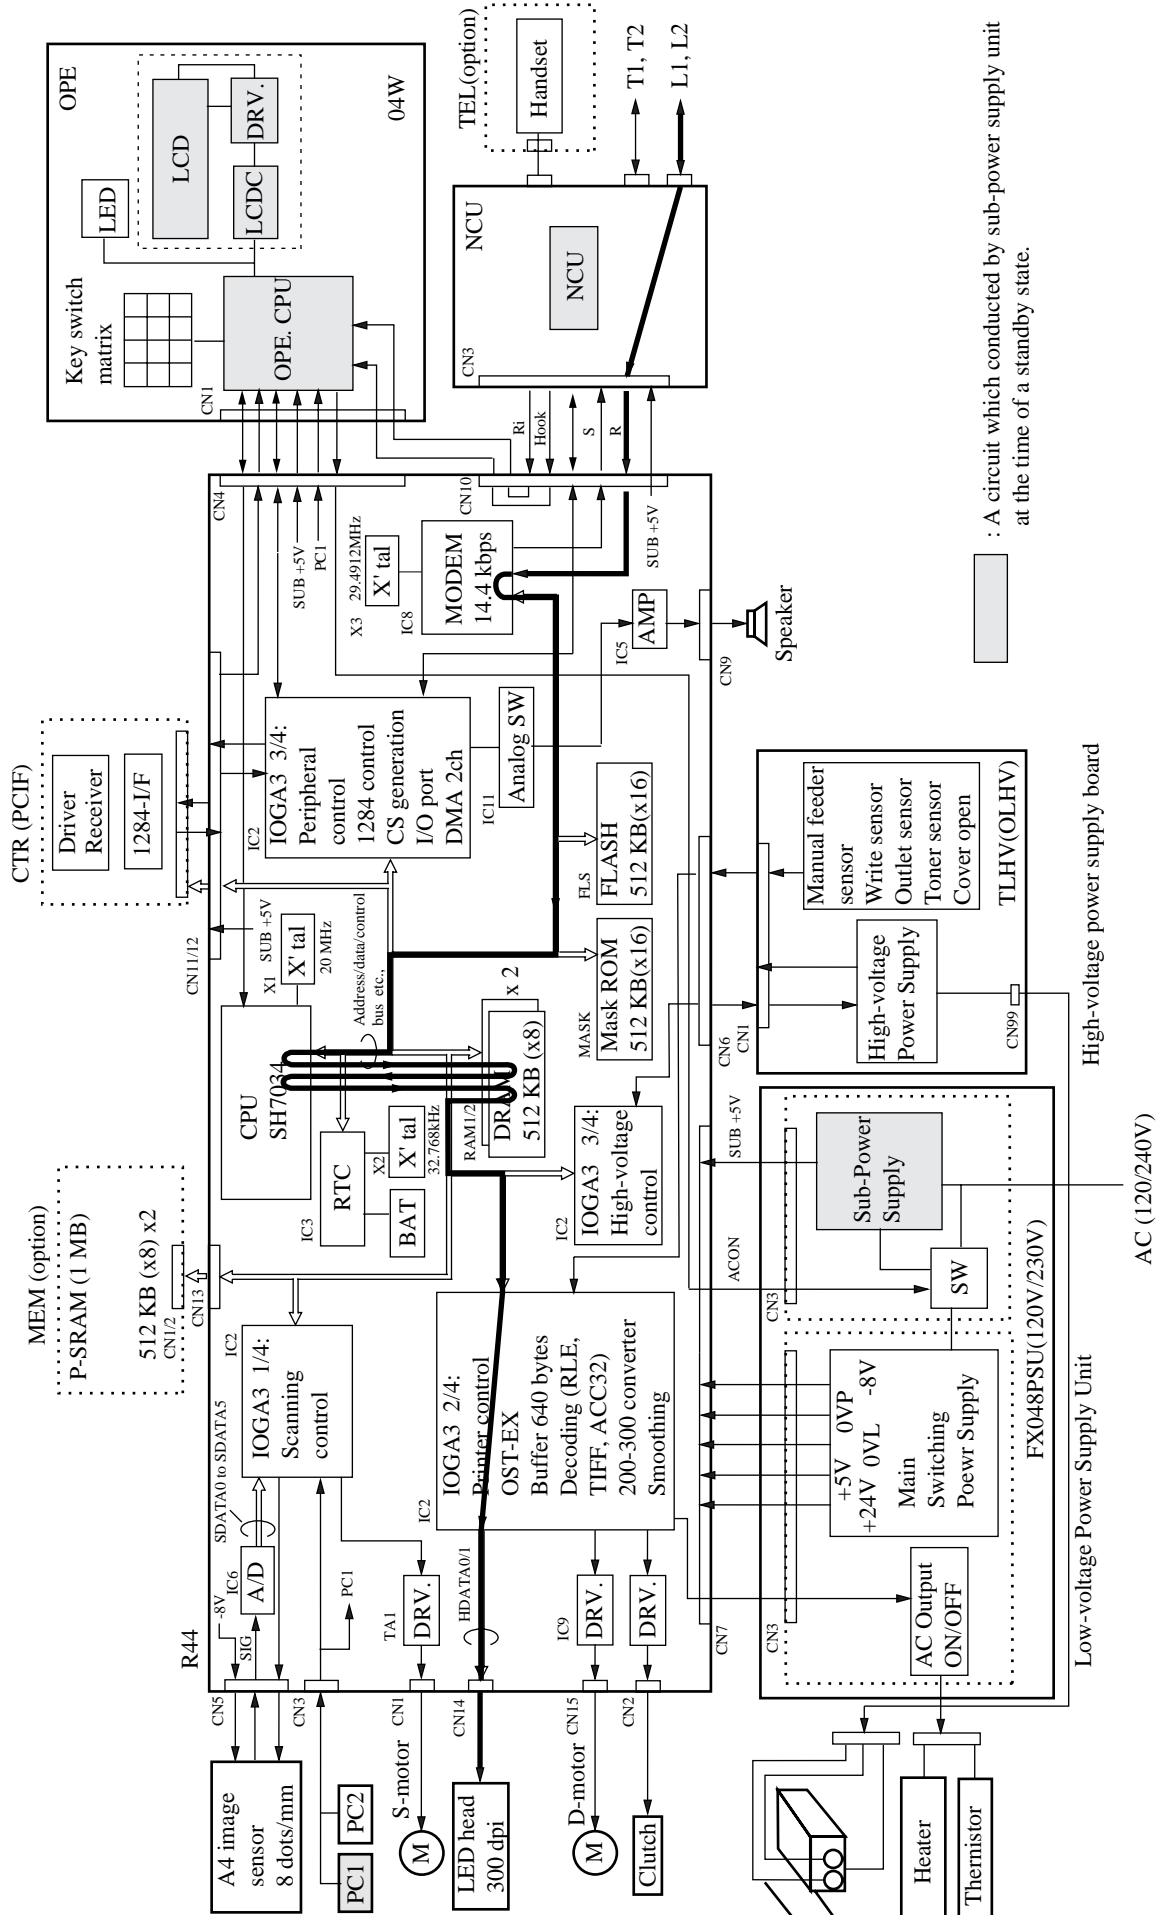 A4 image
sensor
8 dots/mm
PC1
PC2
S-motor
M
LED head
300 dpi
D-motor
M
Clutch
Heater
Thernistor
R44
CN5
CN3
CN1
CN14
CN15
CN2
-8V
SIG
IC6
A/D
SDATA0 to SDATA5
PC1
TA1
DRV.
HDATA0/1
IC9
DRV.
DRV.
CN7
MEM (option)
P-SRAM (1 MB)
512 KB (x8) x2
CN1/2
CN13
IC2
IOGA3 1/4:
Scanning
control
IC2
IOGA3 2/4:
Printer control
OST-EX
Buffer 640 bytes
Decoding (RLE,
TIFF, ACC32)
200-300 converter
Smoothing
CPU
SH7034
X1
X' tal
20 MHz
SUB +5V
IC3
RTC
BAT
X2
X' tal
32.768kHz
Address/data/control
bus etc.,
RAM1/2
DRAM
512 KB (x8)
x 2
IC2
IOGA3 3/4:
High-voltage
control
MASK
Mask ROM
512 KB(x16)
FLS
FLASH
512 KB(x16)
CTR (PCIF)
Driver
Receiver
1284-I/F
CN11/12
IC2
IOGA3 3/4:
Peripheral
control
1284 control
CS generation
I/O port
DMA 2ch
IC11
Analog SW
IC5
AMP
CN9
Speaker
CN4
SUB +5V
PC1
X3
X' tal
29.4912MHz
IC8
MODEM
14.4 kbps
CN10
SUB +5V
CN6
OPE
Key switch
matrix
LED
LCD
DRV.
LCDC
OPE. CPU
CN1
04W
Ri
Hook
S
R
CN3
NCU
NCU
TEL(option)
Handset
T1, T2
L1, L2
CN1
High-voltage
Power Supply
Manual feeder
sensor
Write sensor
Outlet sensor
Toner sensor
Cover open
TLHV(OLHV)
CN99
High-voltage power supply board
ACON
SUB +5V
CN3
Sub-Power
Supply
SW
CN3
+5V 0VP
+24V 0VL -8V
Main
Switching
Poewr Supply
AC Output
ON/OFF
FX048PSU(120V/230V)
Low-voltage Power Supply Unit
AC (120/240V)
: A circuit which conducted by sub-power supply unit
at the time of a standby state.